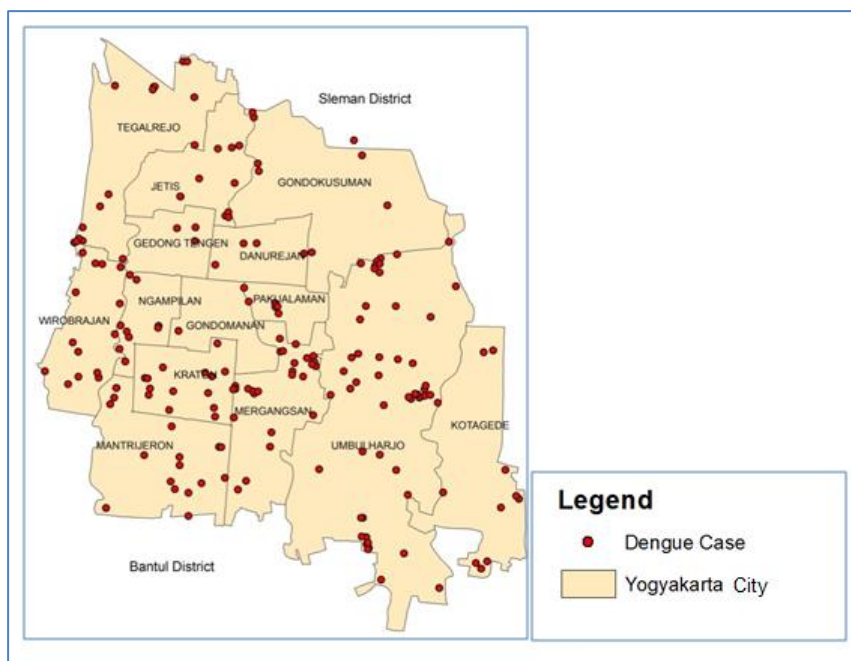 Sleman District
TEGALREJO
JETIS
GONDOKUSUMAN
GEDONG TENGEN
DANUREJAN
NGAMPILAN
PAKUALAMAN
WIROBRAJAN
GONDOMANAN
KRATEN
MERGANGSAN
KOTAGEDE
MANTRIJERON
UMBULHARJO
Bantul District
Legend
Dengue Case
Yogyakarta City